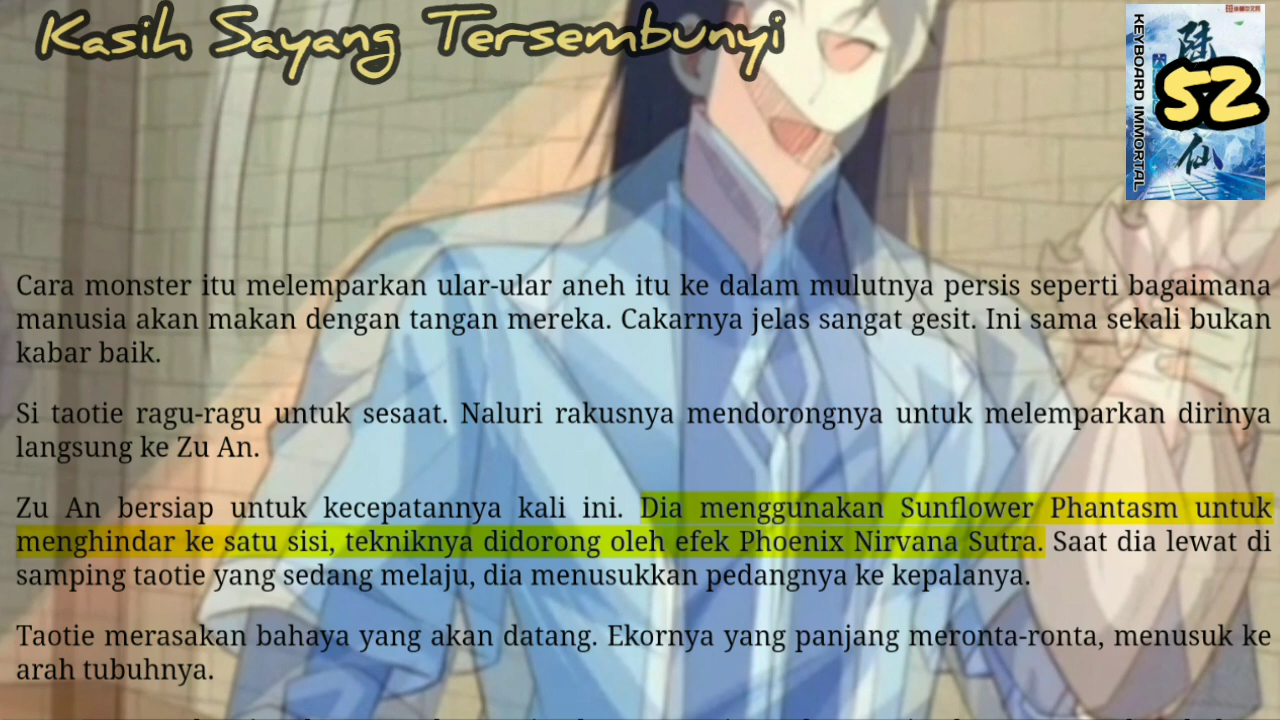 Kasih Sayang Tersembunyi
KEYBOARD IMMORTAL
陆
仙
52
Cara monster itu melemparkan ular-ular aneh itu ke dalam mulutnya persis seperti bagaimana
manusia akan makan dengan tangan mereka. Cakarnya jelas sangat gesit. Ini sama sekali bukan
kabar baik.
Si taotie ragu-ragu untuk sesaat. Naluri rakusnya mendorongnya untuk melemparkan dirinya
langsung ke Zu An.
Zu An bersiap untuk kecepatannya kali ini. Dia menggunakan Sunflower Phantasm untuk
menghindar ke satu sisi, tekniknya didorong oleh efek Phoenix Nirvana Sutra. Saat dia lewat di
samping taotie yang sedang melaju, dia menusukkan pedangnya ke kepalanya.
Taotie merasakan bahaya yang akan datang. Ekornya yang panjang meronta-ronta, menusuk ke
arah tubuhnya.